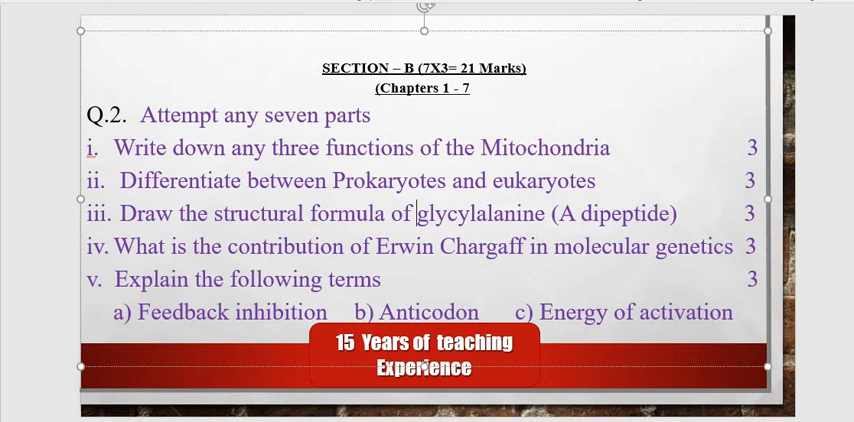 SECTION – B (7X3= 21 Marks)
(Chapters 1 - 7
Q.2. Attempt any seven parts
i. Write down any three functions of the Mitochondria 3
ii. Differentiate between Prokaryotes and eukaryotes 3
iii. Draw the structural formula of glycylalanine (A dipeptide) 3
iv. What is the contribution of Erwin Chargaff in molecular genetics 3
v. Explain the following terms 3
a) Feedback inhibition b) Anticodon c) Energy of activation
15 Years of teaching
Experience